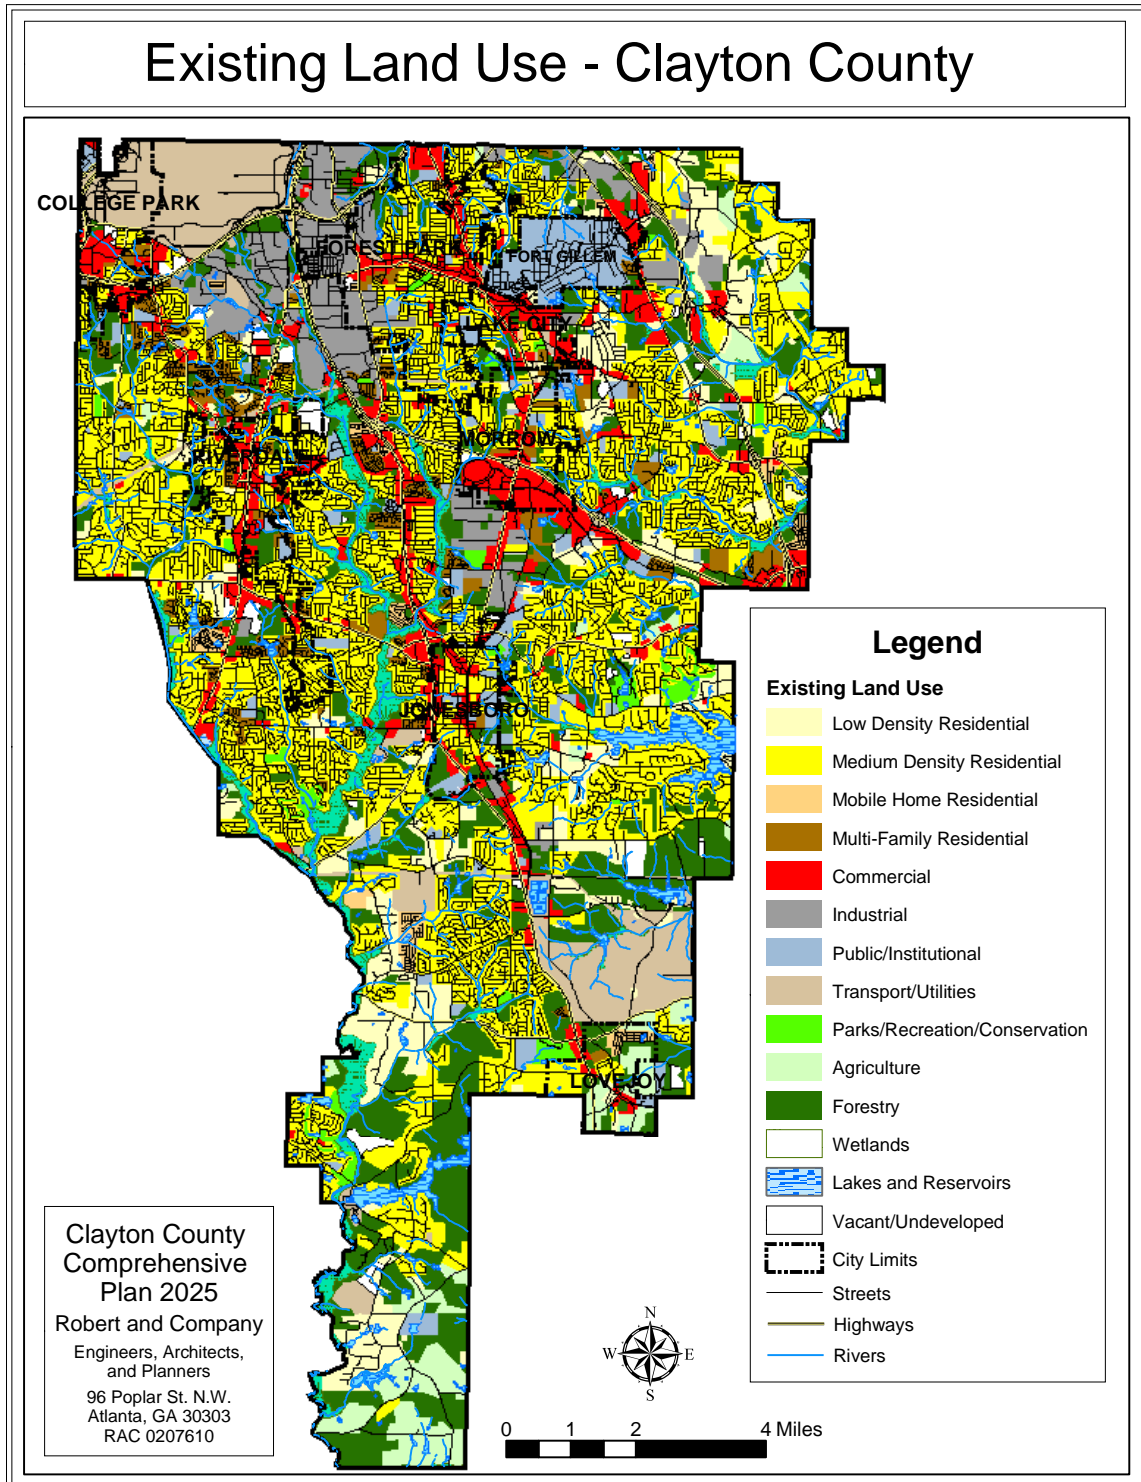 Existing Land Use - Clayton County
COLLEGE PARK
FOREST PARK
FORT GILLEM
LAKE CITY
MORROW
RIVERDALE
JONESBORO
LOVEJOY
Legend
Existing Land Use
Low Density Residential
Medium Density Residential
Mobile Home Residential
Multi-Family Residential
Commercial
Industrial
Public/Institutional
Transport/Utilities
Parks/Recreation/Conservation
Agriculture
Forestry
Wetlands
Lakes and Reservoirs
Vacant/Undeveloped
City Limits
Streets
Highways
Rivers
Clayton County
Comprehensive
Plan 2025
Robert and Company
Engineers, Architects,
and Planners
96 Poplar St. N.W.
Atlanta, GA 30303
RAC 0207610
N
W E
S
0 1 2 4 Miles